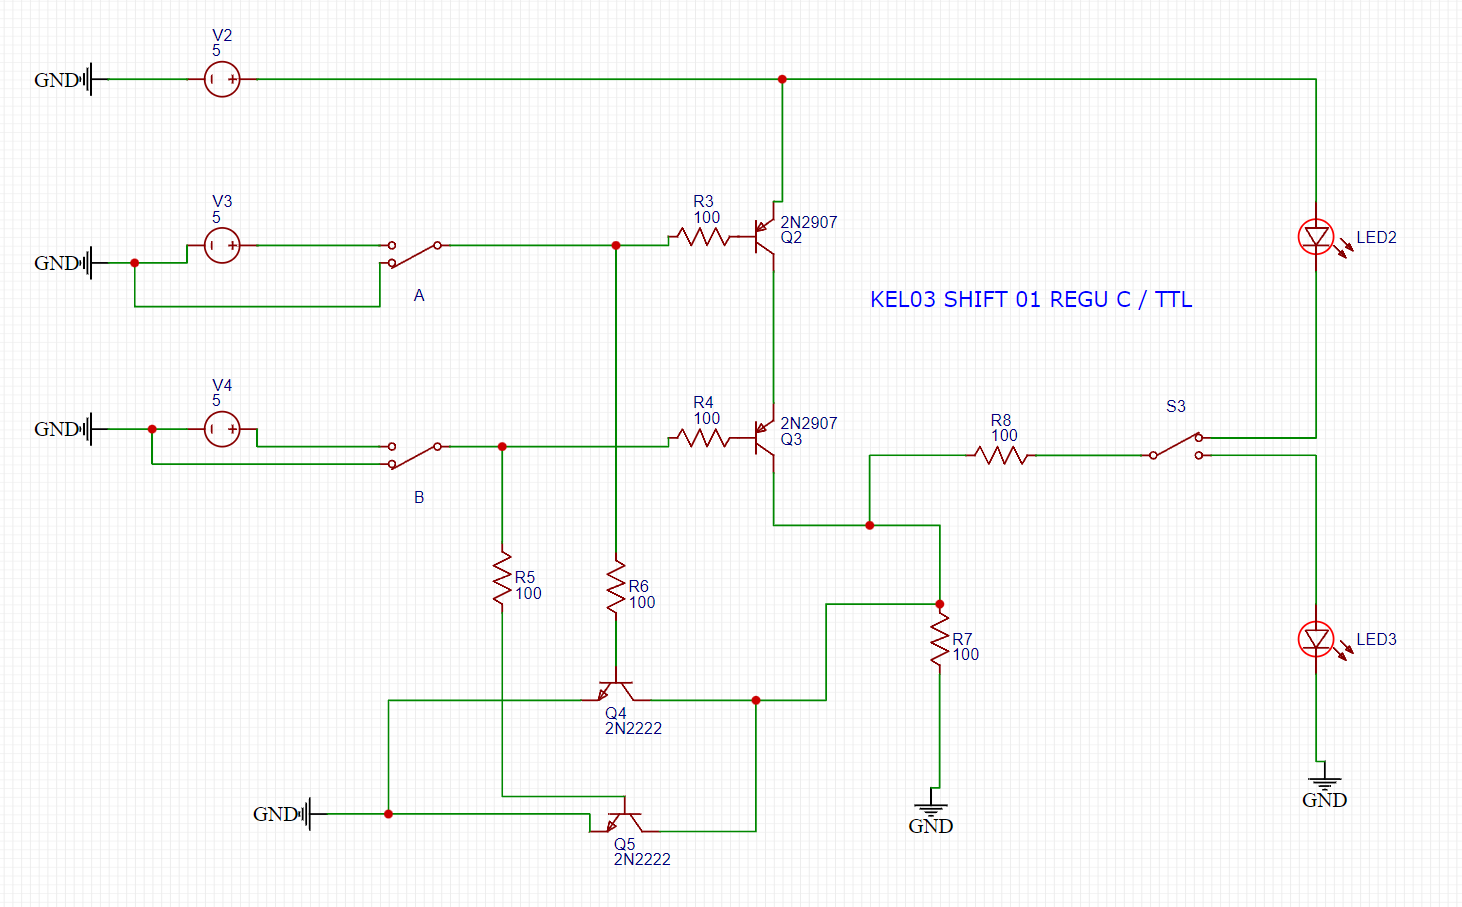 V2
5
GND
V3
5
GND
A
R3
100
2N2907
Q2
LED2
KEL03 SHIFT 01 REGU C / TTL
V4
5
GND
B
R4
100
2N2907
Q3
R8
100
S3
R5
100
R6
100
R7
100
LED3
Q4
2N2222
GND
GND
GND
Q5
2N2222